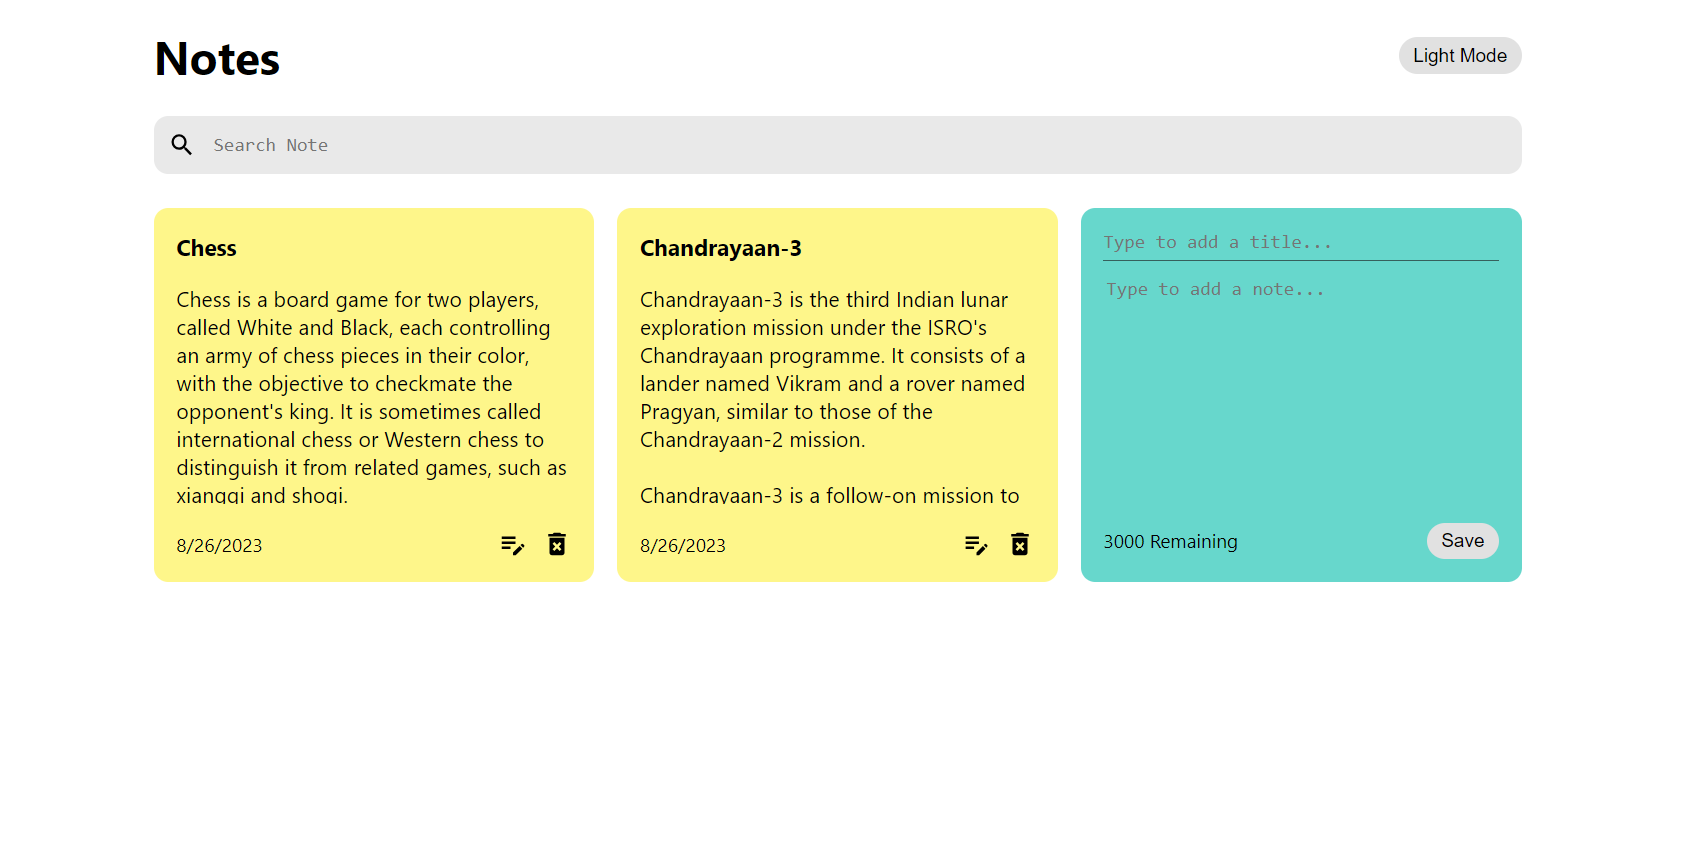 Notes
Light Mode
Search Note
Chess
Chess is a board game for two players,
called White and Black, each controlling
an army of chess pieces in their color,
with the objective to checkmate the
opponent's king. It is sometimes called
international chess or Western chess to
distinguish it from related games, such as
xiangqi and shogi.
8/26/2023
Chandrayaan-3
Chandrayaan-3 is the third Indian lunar
exploration mission under the ISRO's
Chandrayaan programme. It consists of a
lander named Vikram and a rover named
Pragyan, similar to those of the
Chandrayaan-2 mission.
Chandrayaan-3 is a follow-on mission to
8/26/2023
Type to add a title...
Type to add a note...
3000 Remaining
Save